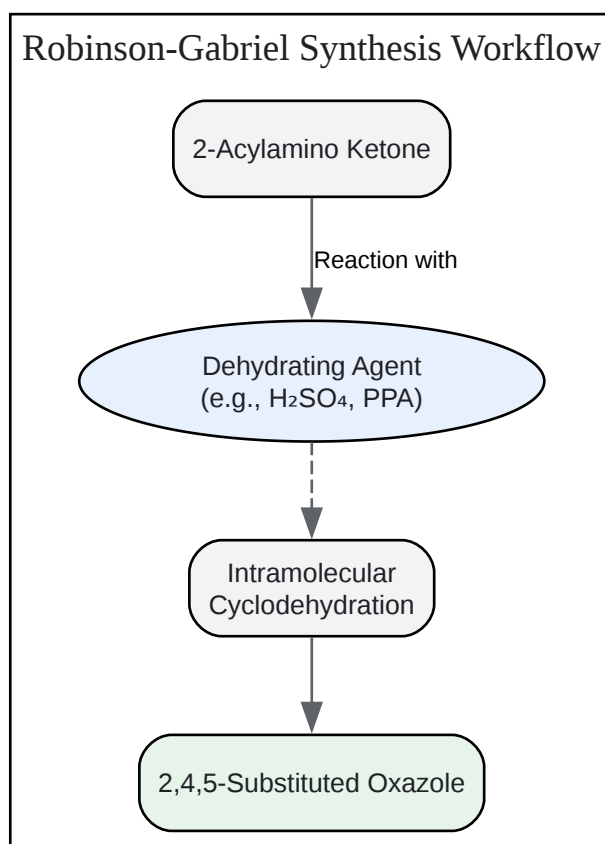 Robinson-Gabriel Synthesis Workflow
2-Acylamino Ketone
Reaction with
Dehydrating Agent
(e.g., H₂SO₄, PPA)
Intramolecular
Cyclodehydration
2,4,5-Substituted Oxazole